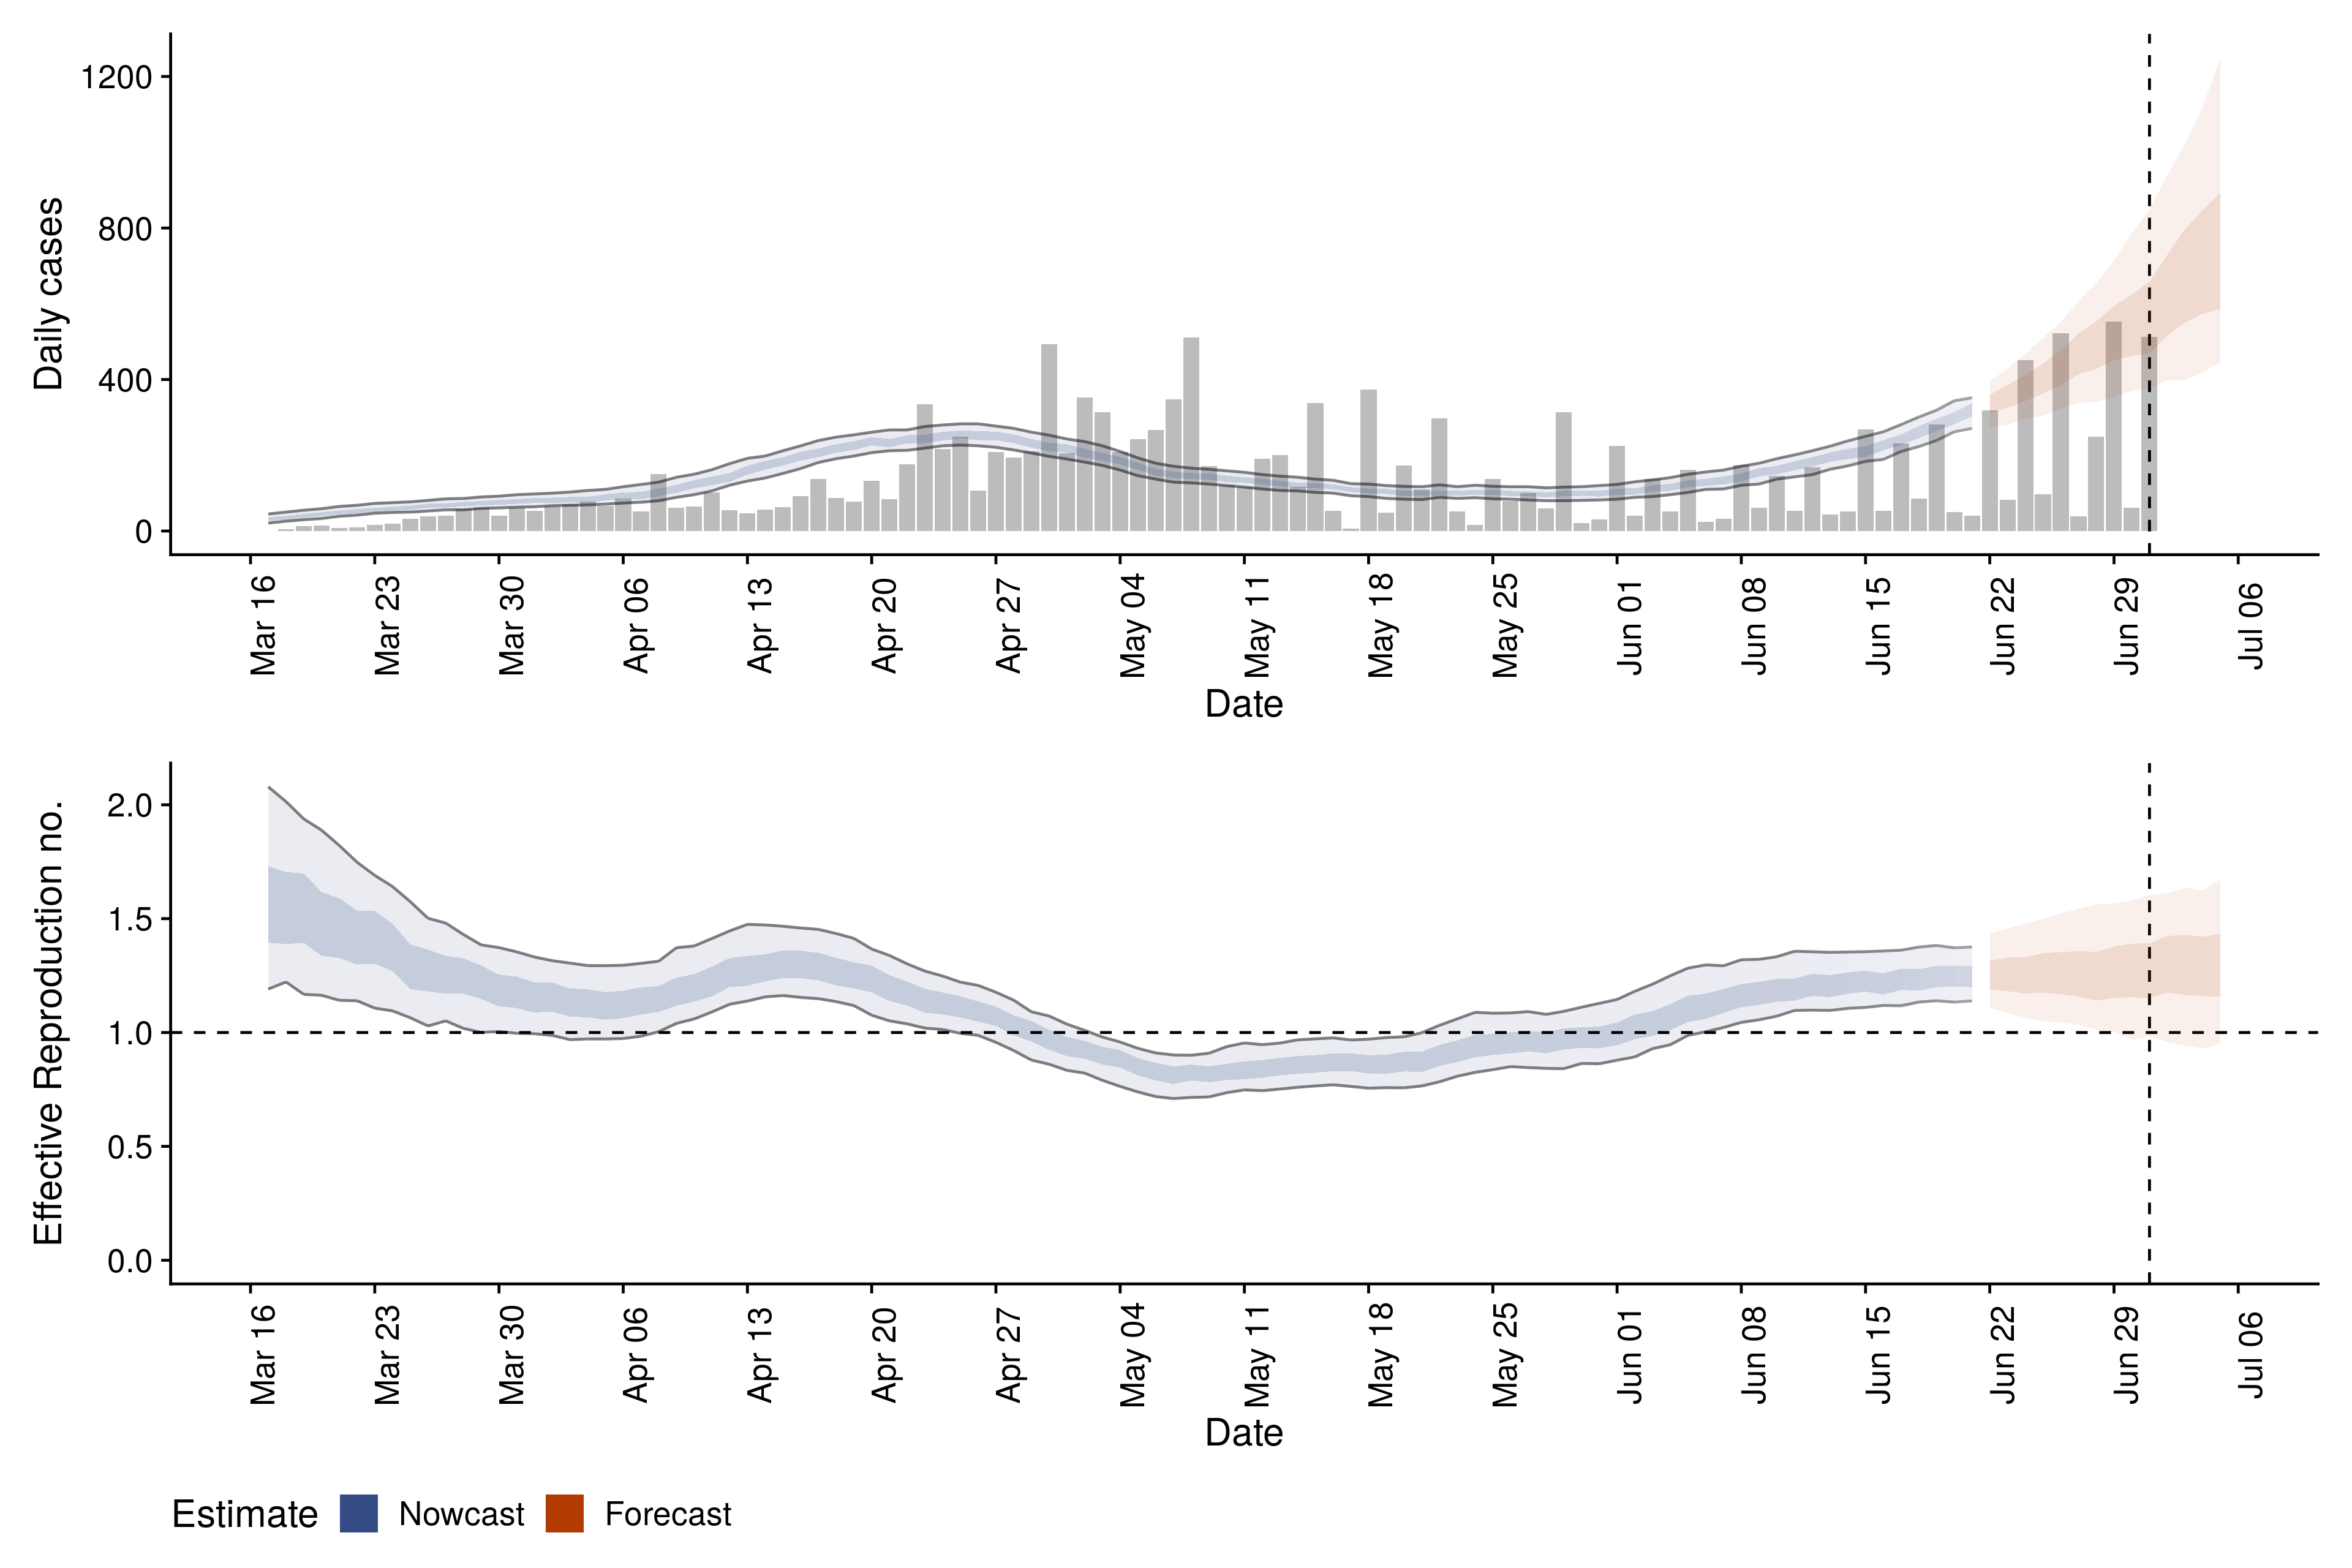 Daily cases
1200
800
400
0
Mar 16
Mar 23
Mar 30
Apr 06
Apr 13
Apr 20
Apr 27
May 04
May 11
May 18
May 25
Jun 01
Jun 08
Jun 15
Jun 22
Jun 29
Jul 06
Date
Effective Reproduction no.
2.0
1.5
1.0
0.5
0.0
Mar 16
Mar 23
Mar 30
Apr 06
Apr 13
Apr 20
Apr 27
May 04
May 11
May 18
May 25
Jun 01
Jun 08
Jun 15
Jun 22
Jun 29
Jul 06
Date
Estimate Nowcast Forecast